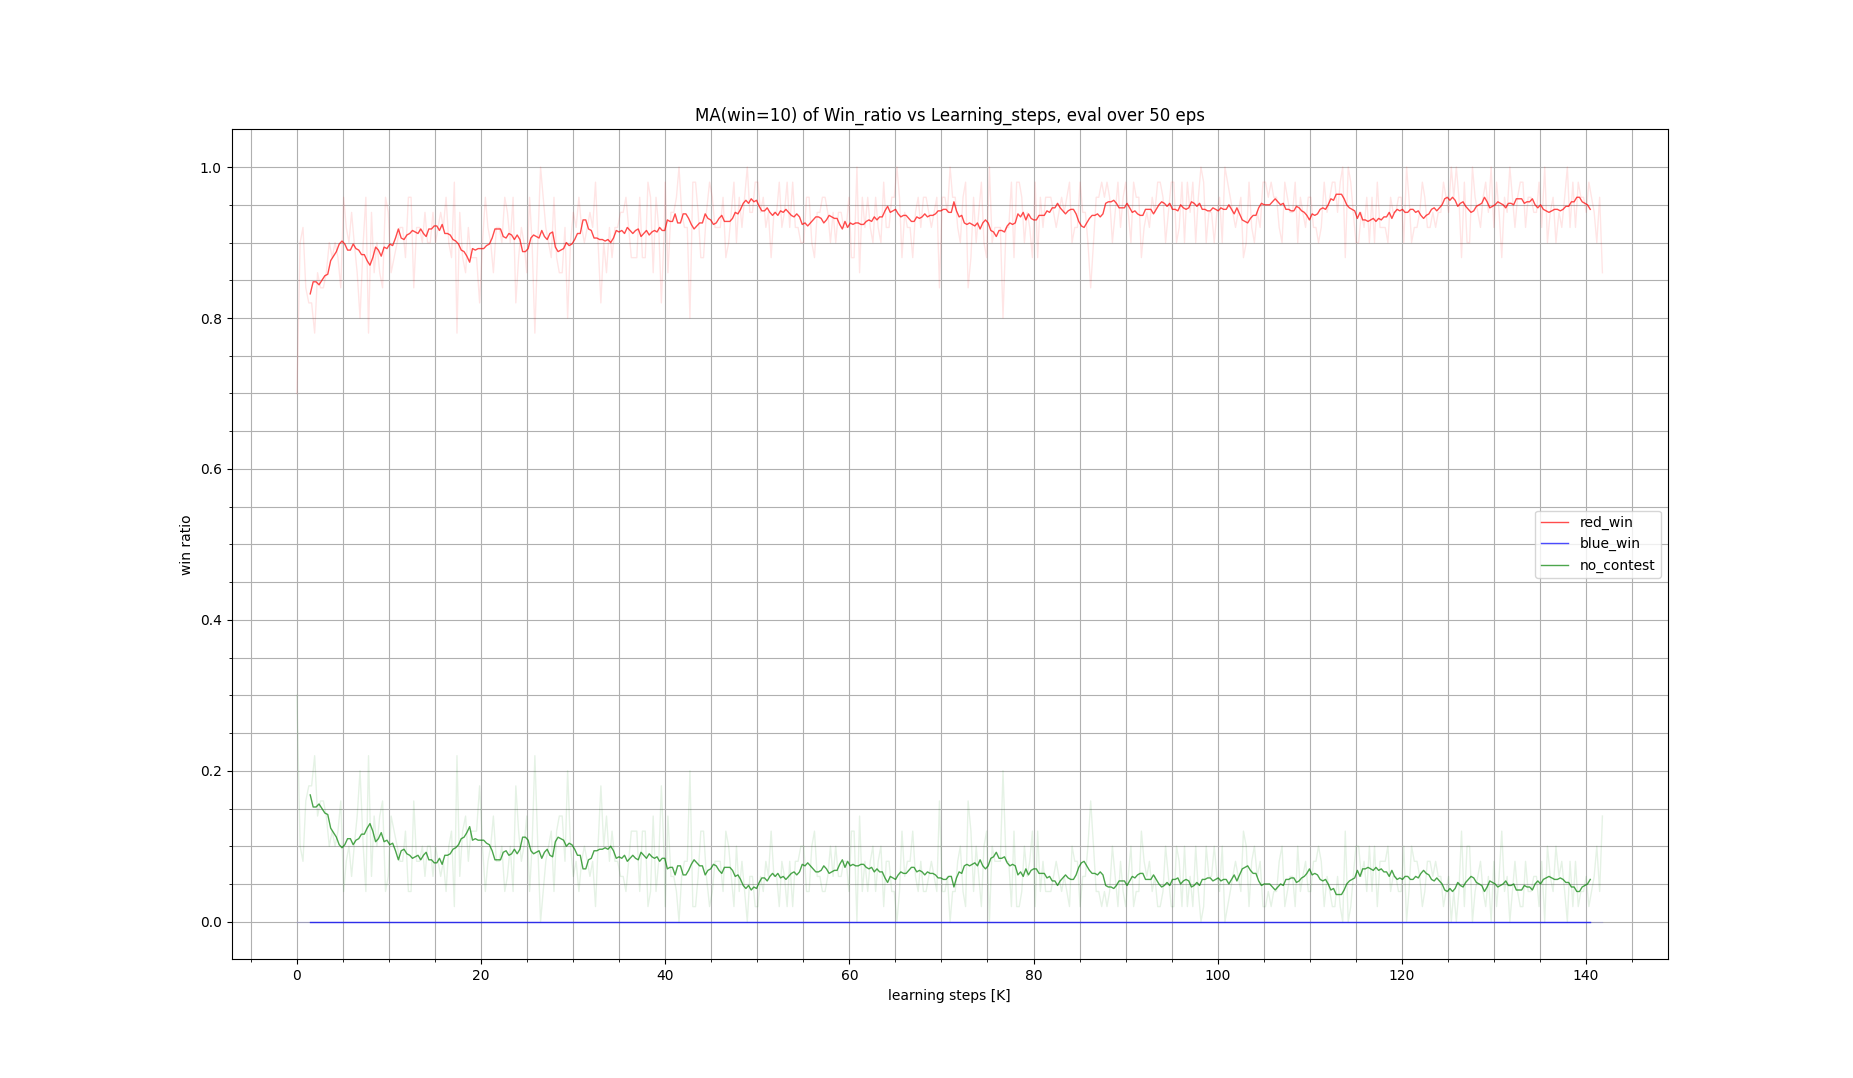 MA(win=10) of Win_ratio vs Learning_steps, eval over 50 eps
1.0
0.8
0.6
0.4
0.2
0.0
win ratio
red_win
blue_win
no_contest
0 20 40 60 80 100 120 140
learning steps [K]